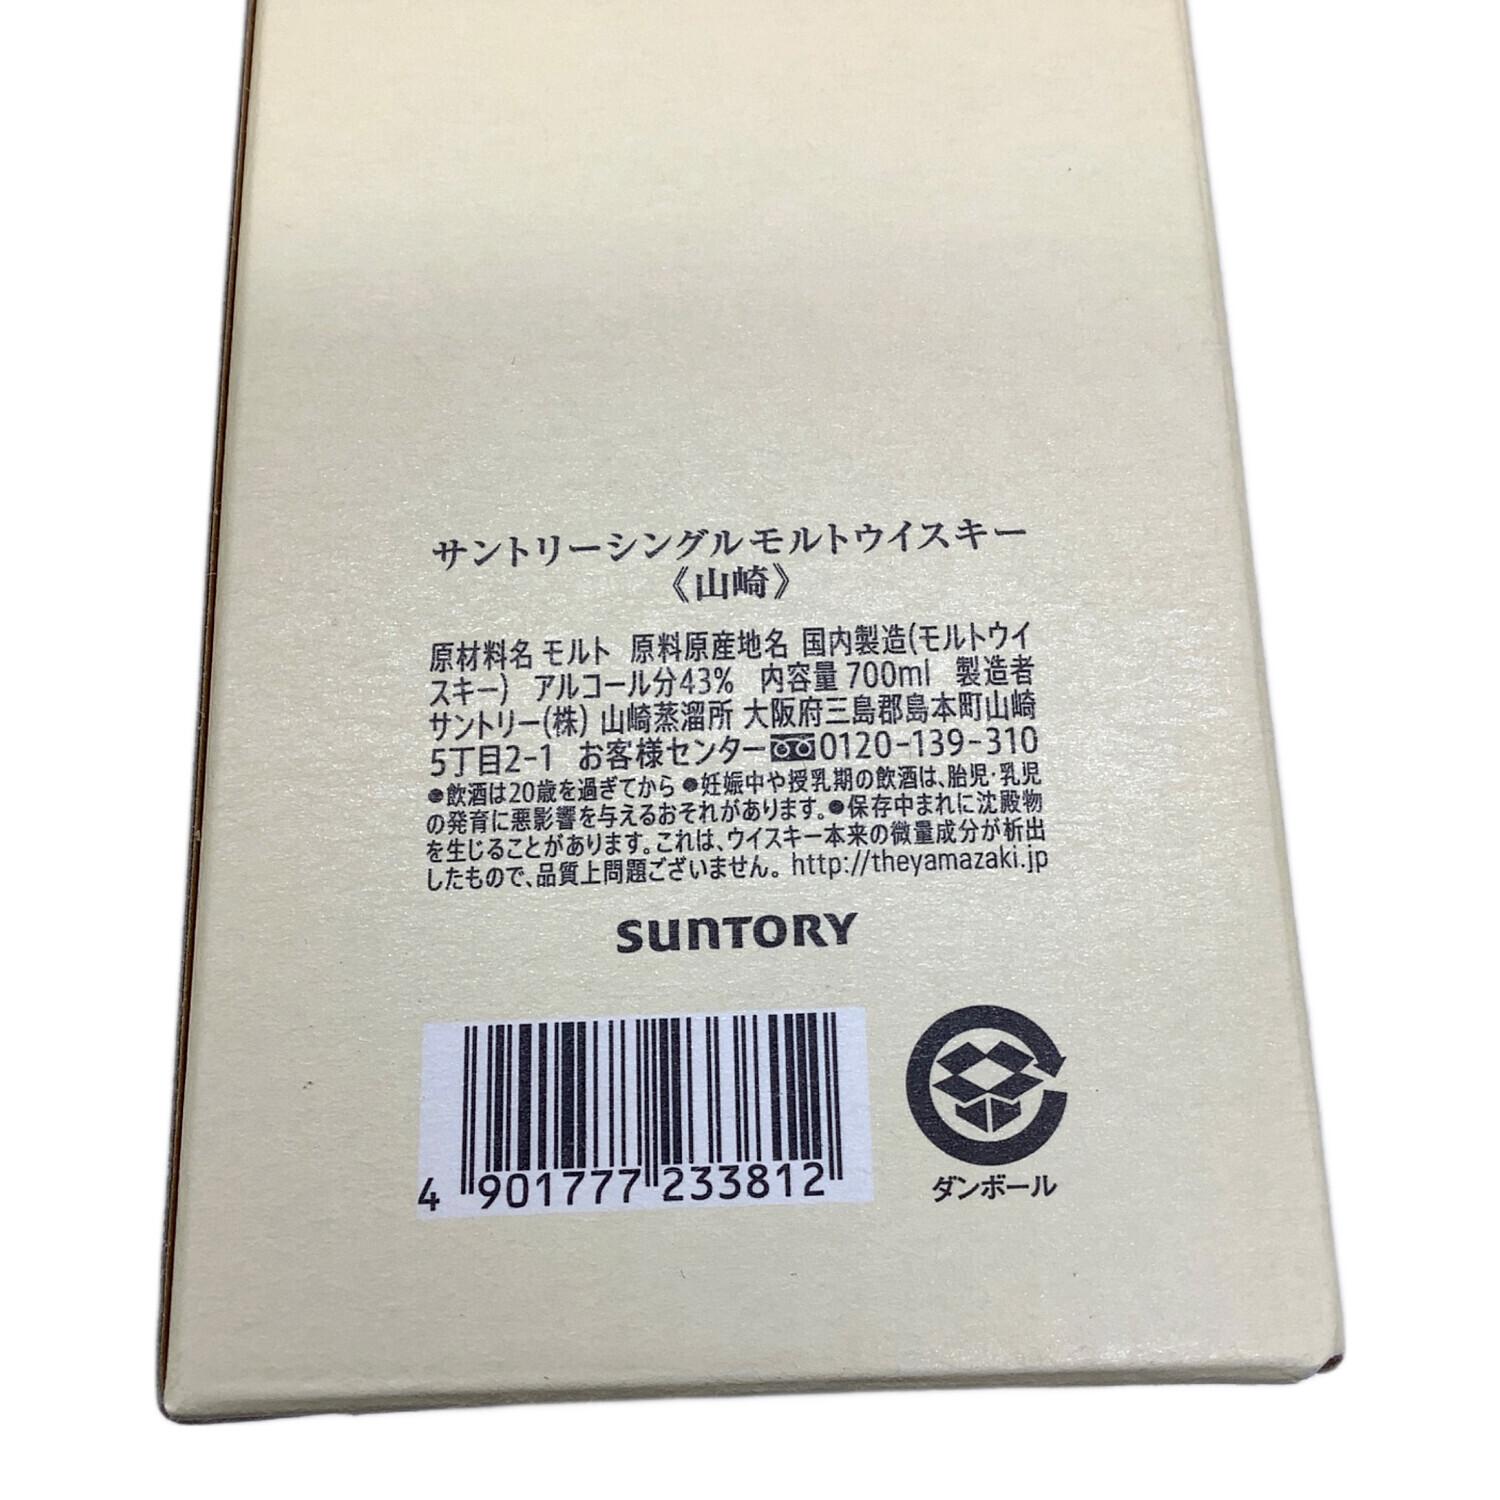 サントリーシングルモルトウイスキー
《山崎》
原材料名 モルト 原料原産地名 国内製造(モルトウイ
スキー) アルコール分43% 内容量 700ml 製造者
サントリー(株) 山崎蒸溜所 大阪府三島郡島本町山崎
5丁目2-1 お客様センター 0120-139-310
●飲酒は20歳を過ぎてから ●妊娠中や授乳期の飲酒は、胎児・乳児
の発育に悪影響を与えるおそれがあります。●保存中まれに沈殿物
を生じることがあります。これは、ウイスキー本来の微量成分が析出
したもので、品質上問題ございません。 http://theyamazaki.jp
SUNTORY
4 901777 233812
ダンボール